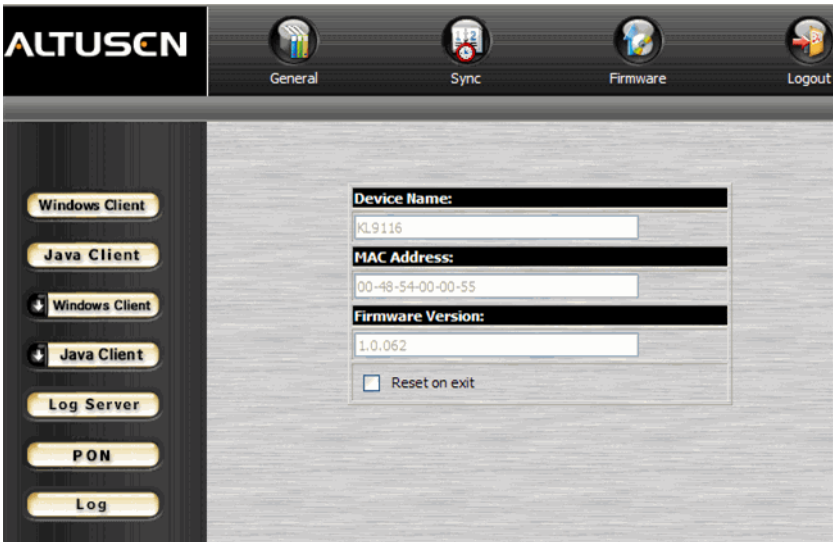 ALTUSEN
General
Sync
Firmware
Logout
Windows Client
Java Client
Windows Client
Java Client
Log Server
PON
Log
Device Name:
KL9116
MAC Address:
00-48-54-00-00-55
Firmware Version:
1.0.062
Reset on exit